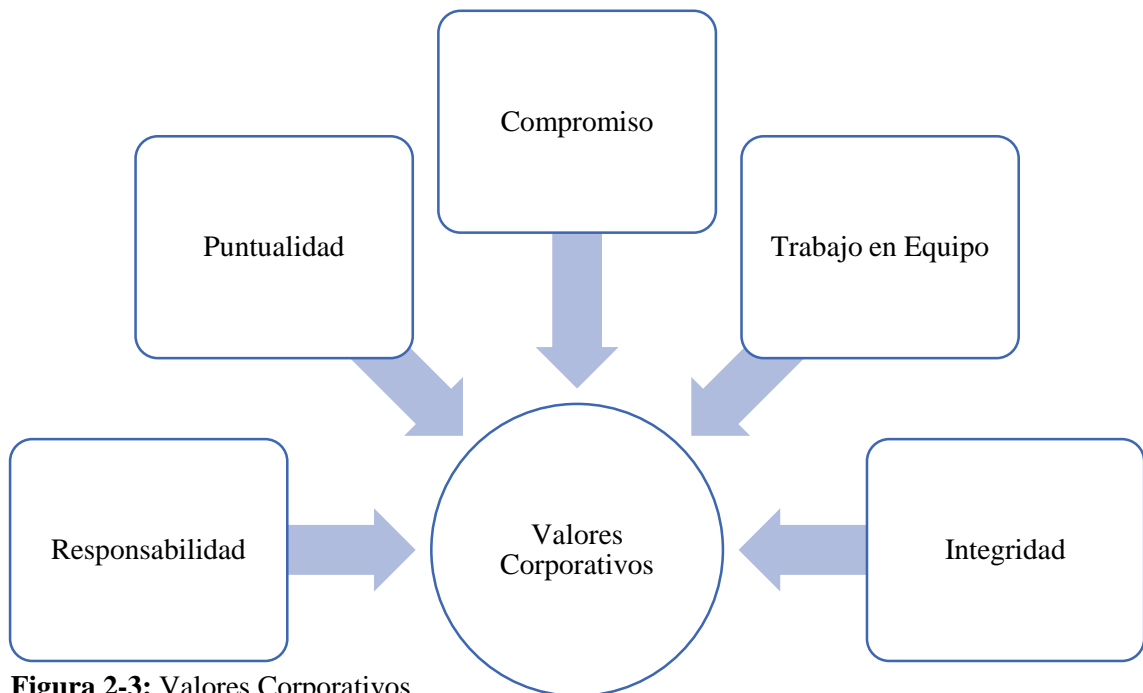 Compromiso
Puntualidad
Trabajo en Equipo
Responsabilidad
Valores
Corporativos
Integridad
Figura 2-3: Valores Corporativos